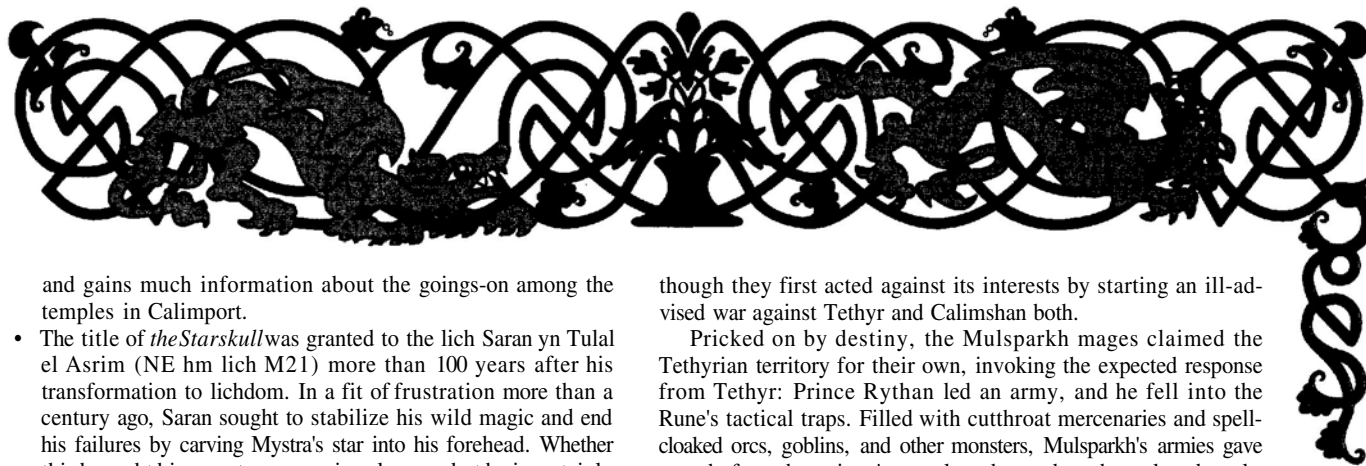 and gains much information about the goings-on among the
temples in Calimport.
• The title of the Starskull was granted to the lich Saran yn Tulal
el Asrim (NE hm lich M21) more than 100 years after his
transformation to lichdom. In a fit of frustration more than a
century ago, Saran sought to stabilize his wild magic and end
his failures by carving Mystra's star into his forehead. Whether
though they first acted against its interests by starting an ill-ad-
vised war against Tethyr and Calimshan both.
Pricked on by destiny, the Mulsparkh mages claimed the
Tethyrian territory for their own, invoking the expected response
from Tethyr: Prince Rythan led an army, and he fell into the
Rune's tactical traps. Filled with cutthroat mercenaries and spell-
cloaked orcs, goblins, and other monsters, Mulsparkh's armies gave